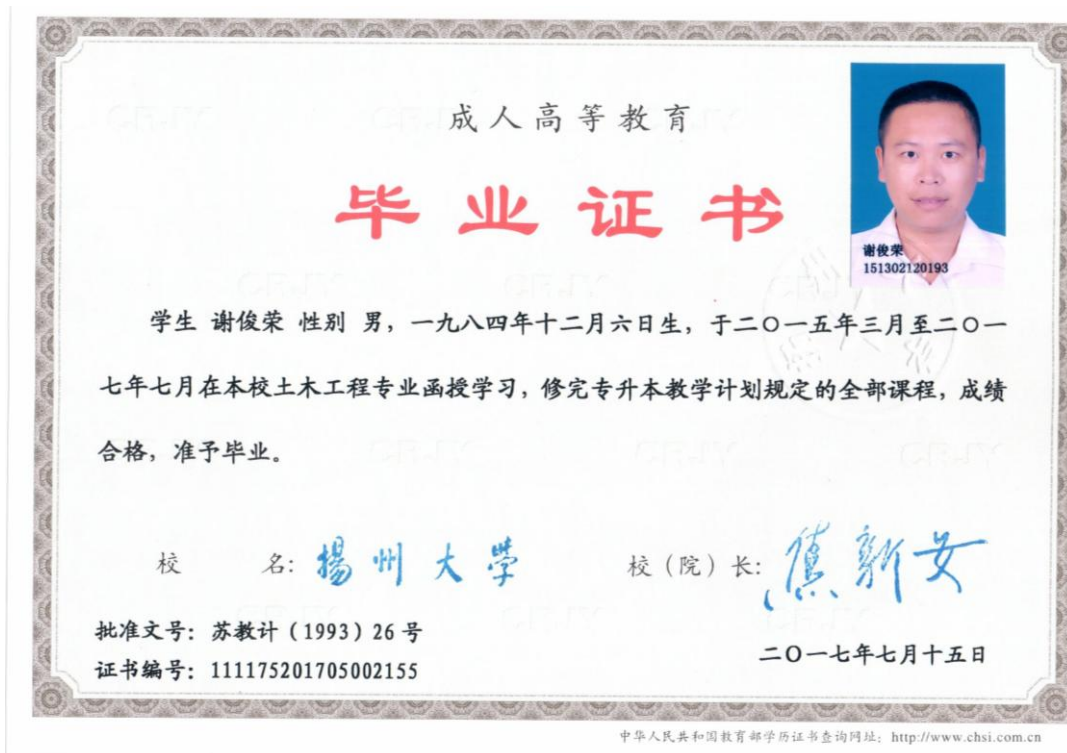 成人高等教育
毕业证书
谢俊荣
151302120193
学生 谢俊荣 性别 男，一九八四年十二月六日生，于二〇一五年三月至二〇一
七年七月在本校土木工程专业函授学习，修完专升本教学计划规定的全部课程，成绩
合格，准予毕业。
校 名：揚州大学
校（院）长：焦新安
批准文号：苏教计（1993）26号
证书编号：111175201705002155
二〇一七年七月十五日
中华人民共和国教育部学历证书查询网址：http://www.chsi.com.cn